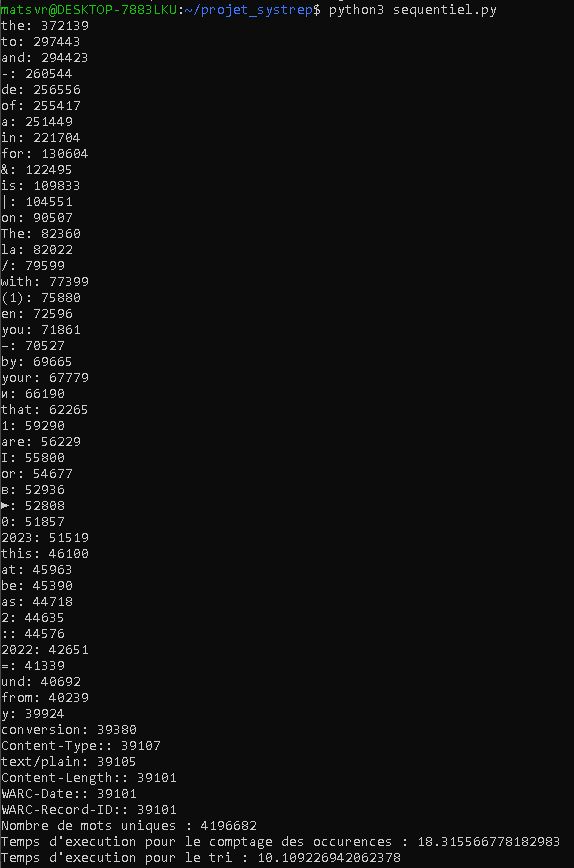 matsvr@DESKTOP-7883LKU:~/projet_systrep$ python3 sequentiel.py
the: 372139
to: 297443
and: 294423
-: 260544
de: 256556
of: 255417
a: 251449
in: 221704
for: 130604
&: 122495
is: 109833
|: 104551
on: 90507
The: 82360
la: 82022
/: 79599
with: 77399
(1): 75880
en: 72596
you: 71861
–: 70527
by: 69665
your: 67779
и: 66190
that: 62265
1: 59290
are: 56229
I: 55800
or: 54677
в: 52936
►: 52808
0: 51857
2023: 51519
this: 46100
at: 45963
be: 45390
as: 44718
2: 44635
:: 44576
2022: 42651
=: 41339
und: 40692
from: 40239
y: 39924
conversion: 39380
Content-Type:: 39107
text/plain: 39105
Content-Length:: 39101
WARC-Date:: 39101
WARC-Record-ID:: 39101
Nombre de mots uniques : 4196682
Temps d'execution pour le comptage des occurences : 18.315566778182983
Temps d'execution pour le tri : 10.109226942062378